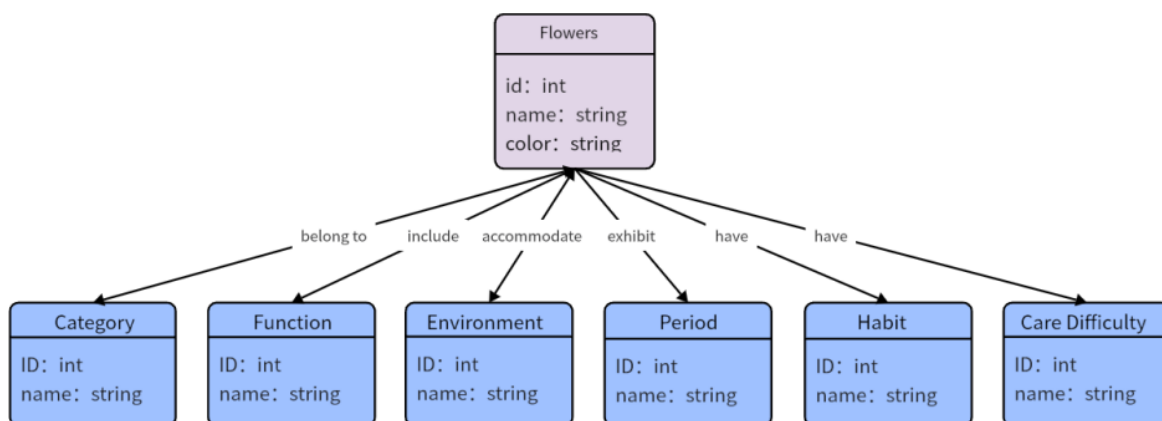 Flowers
id：int
name：string
color：string
belong to include accommodate exhibit have have
Category Function Environment Period Habit Care Difficulty
ID：int ID：int ID：int ID：int ID：int ID：int
name：string name：string name：string name：string name：string name：string